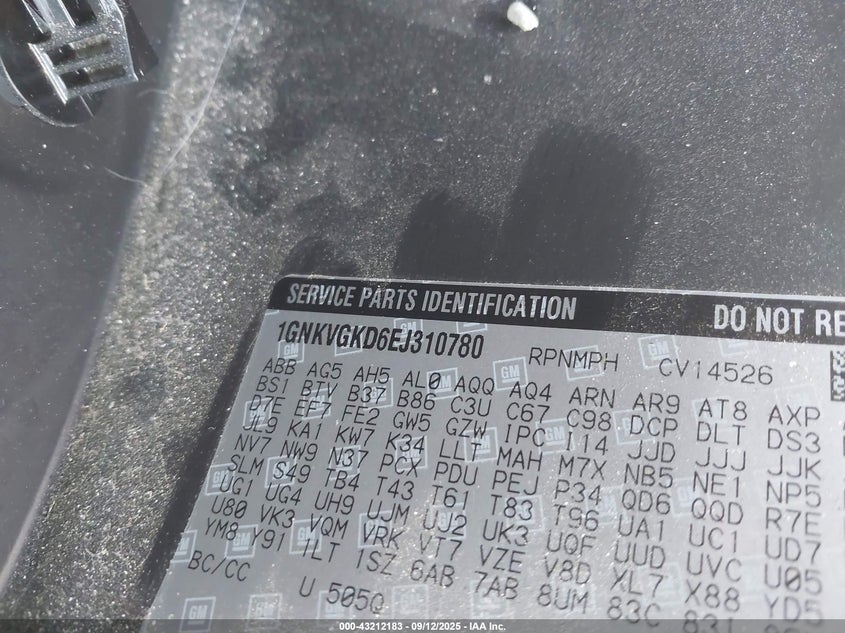 SERVICE PARTS IDENTIFICATION DO NOT RE
1GNKVGKD6EJ310780 RPNMPH CV14526
ABB AG5 AH5 AL0 AQQ AQ4 ARN AR9 AT8 AXP
BS1 BTV B37 B86 C3U C67 C98 DCP DLT DS3
D7E EF7 FE2 GW5 GZW IPC I14 JJD JJJ JJK
JL9 KA1 KW7 K34 LLT MAH M7X NB5 NE1 NP5
NV7 NW9 N37 PCX PDU PEJ P34 QD6 QQD R7E
SLM S49 TB4 T43 T61 T83 T96 UA1 UC1 UD7
UG1 UG4 UH9 UJM UJ2 UK3 UQF UUD UVC U05
U80 VK3 VQM VRK VT7 VZE V8D XL7 X88 YD5
YM8 Y91 1LT 1SZ 6AB 7AB 8UM 83C 831
BC/CC U 505Q
000-43212183 - 09/12/2025 - IAA Inc.